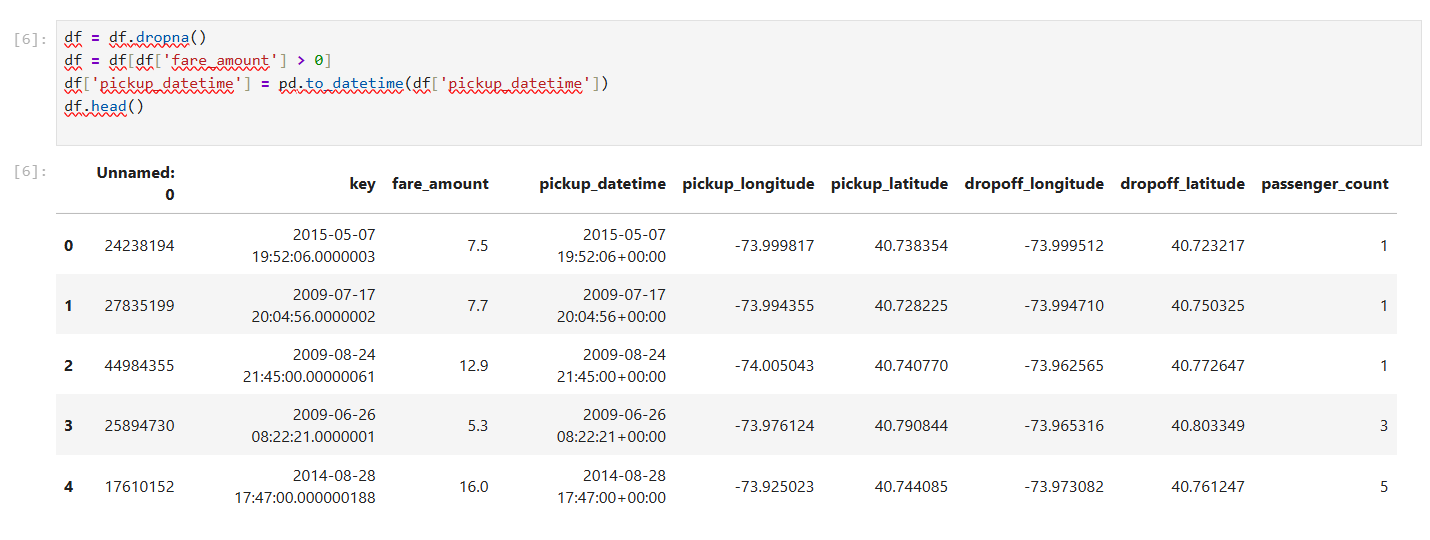 [6]:
df = df.dropna()
df = df[df['fare_amount'] > 0]
df['pickup_datetime'] = pd.to_datetime(df['pickup_datetime'])
df.head()
[6]:
Unnamed: 0 key fare_amount pickup_datetime pickup_longitude pickup_latitude dropoff_longitude dropoff_latitude passenger_count
0 24238194 2015-05-07 19:52:06.0000003 7.5 2015-05-07 19:52:06+00:00 -73.999817 40.738354 -73.999512 40.723217 1
1 27835199 2009-07-17 20:04:56.0000002 7.7 2009-07-17 20:04:56+00:00 -73.994355 40.728225 -73.994710 40.750325 1
2 44984355 2009-08-24 21:45:00.00000061 12.9 2009-08-24 21:45:00+00:00 -74.005043 40.740770 -73.962565 40.772647 1
3 25894730 2009-06-26 08:22:21.0000001 5.3 2009-06-26 08:22:21+00:00 -73.976124 40.790844 -73.965316 40.803349 3
4 17610152 2014-08-28 17:47:00.000000188 16.0 2014-08-28 17:47:00+00:00 -73.925023 40.744085 -73.973082 40.761247 5